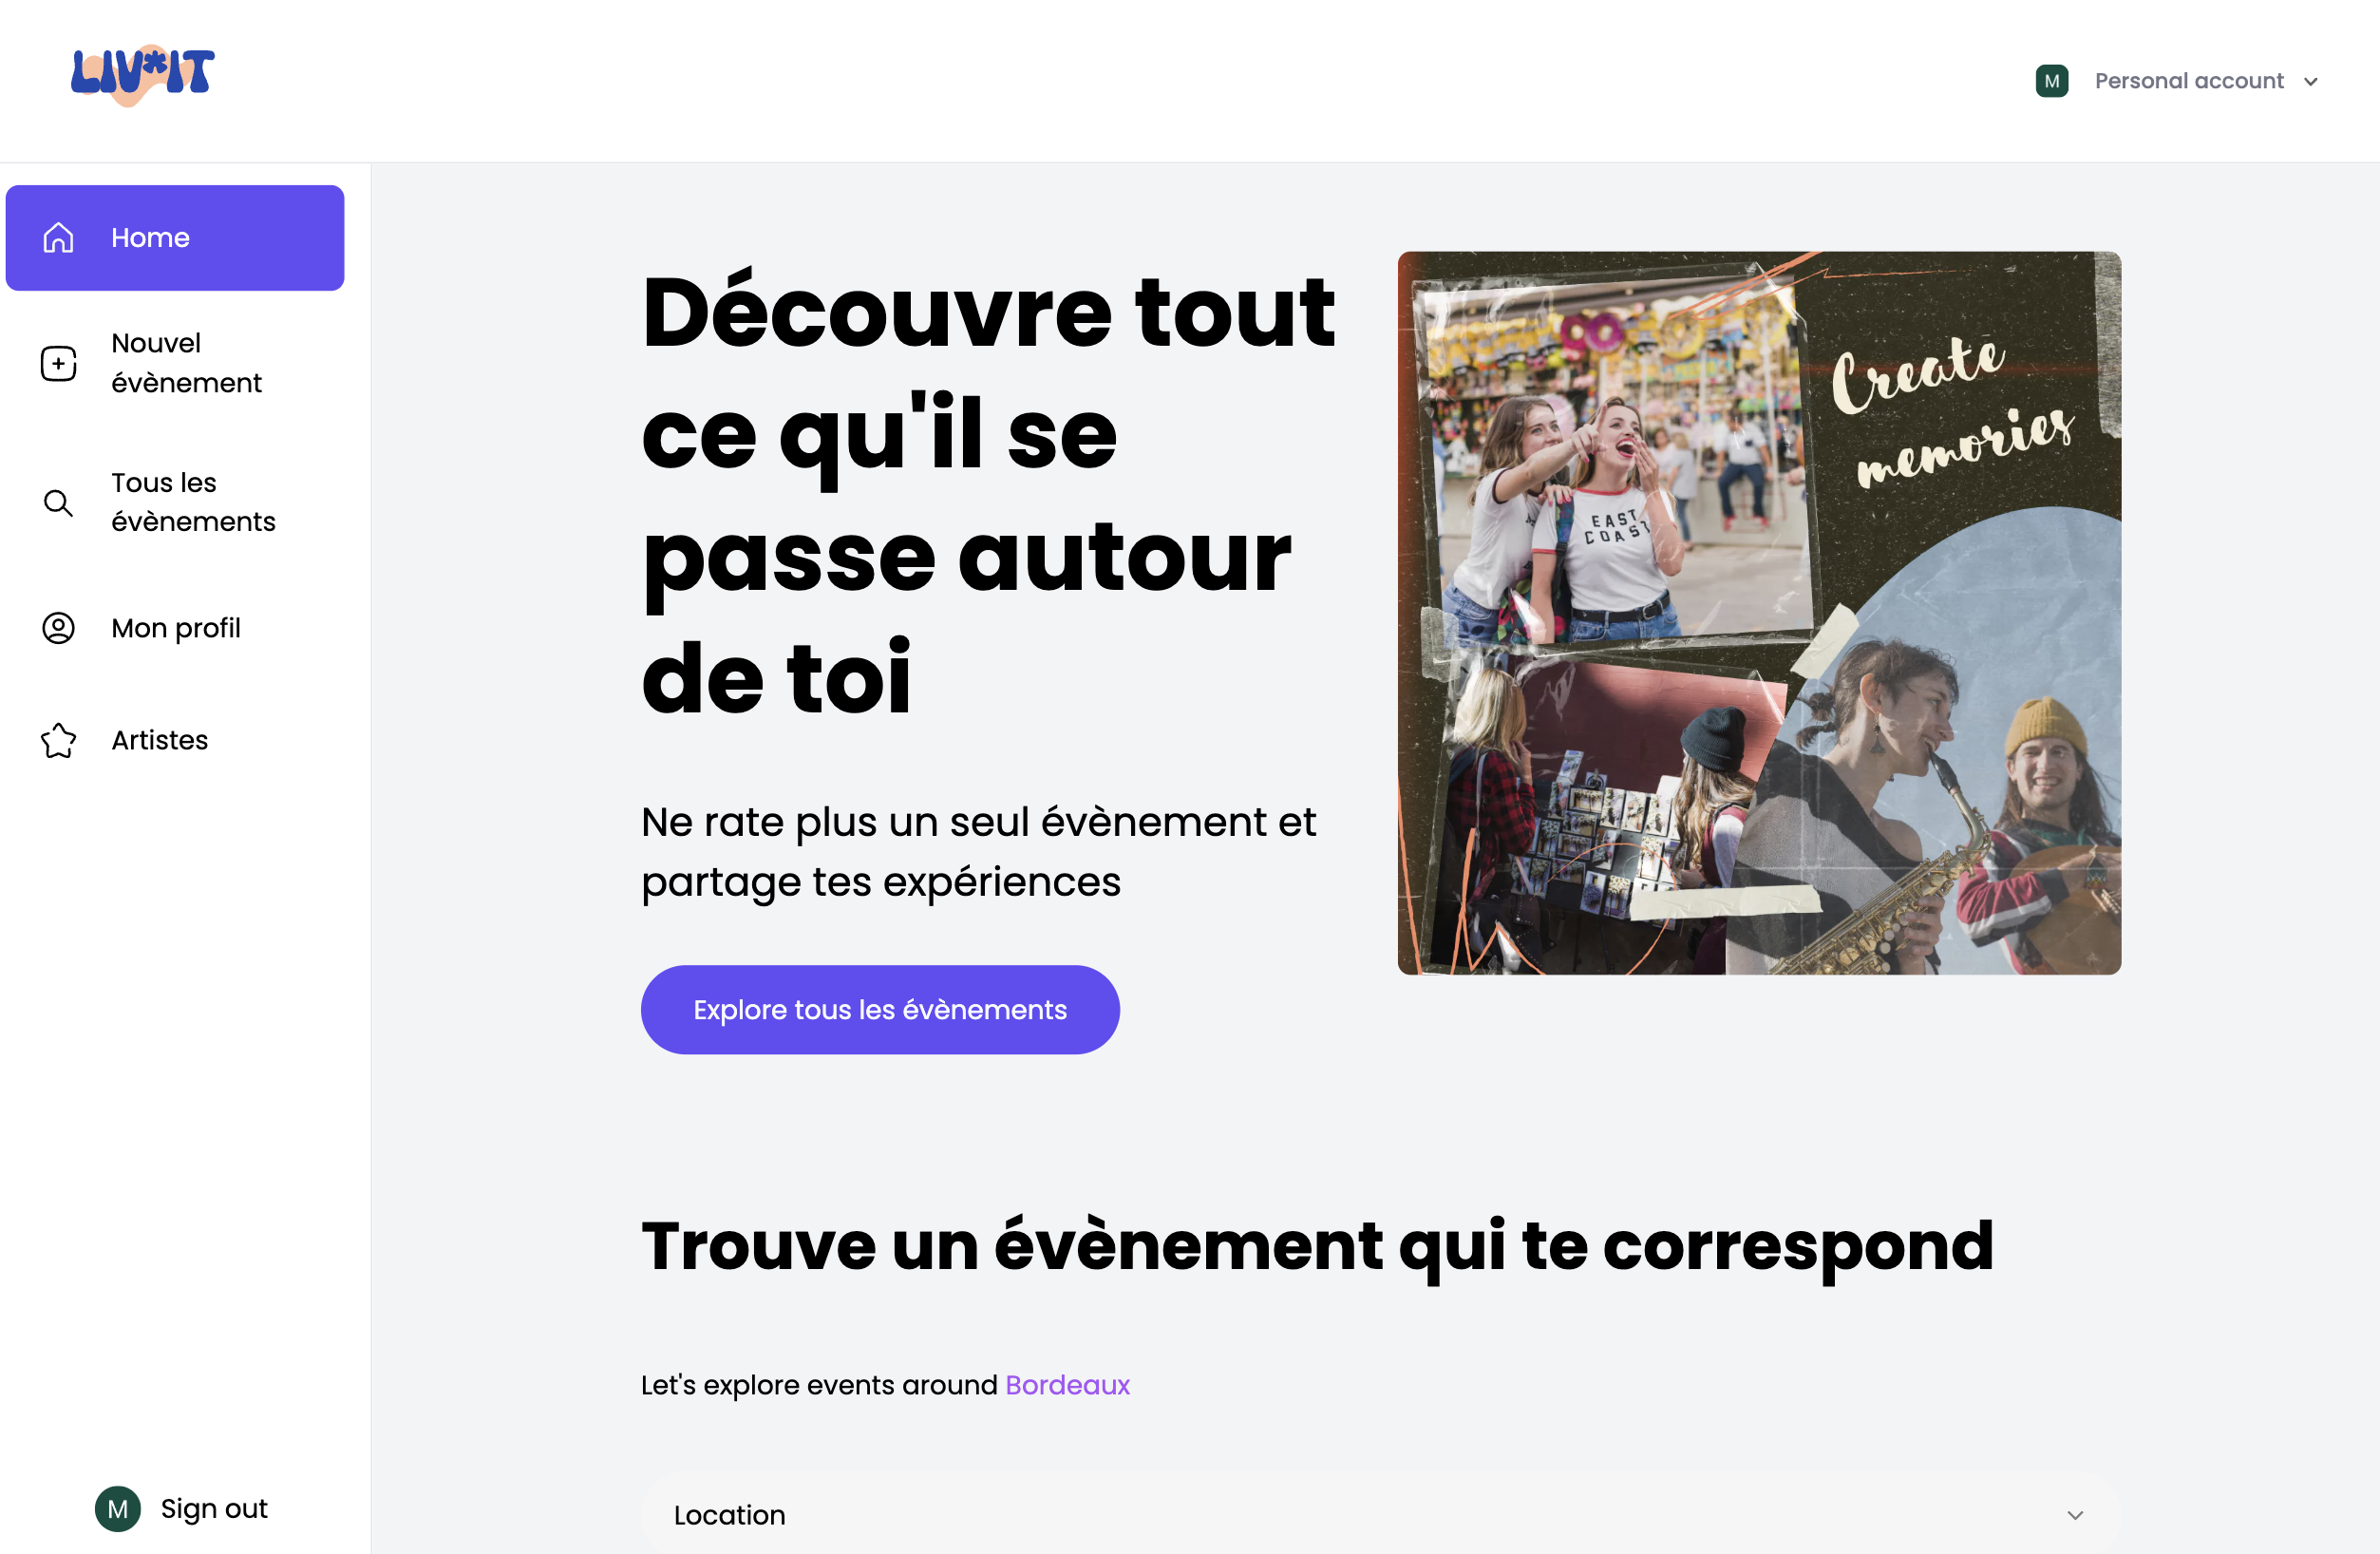 LIV*IT
M Personal account
Home
Nouvel
évènement
Tous les
évènements
Mon profil
Artistes
M Sign out
Découvre tout
ce qu'il se
passe autour
de toi
Ne rate plus un seul évènement et
partage tes expériences
Explore tous les évènements
Create
memories
EAST
COAST
Trouve un évènement qui te correspond
Let's explore events around Bordeaux
Location